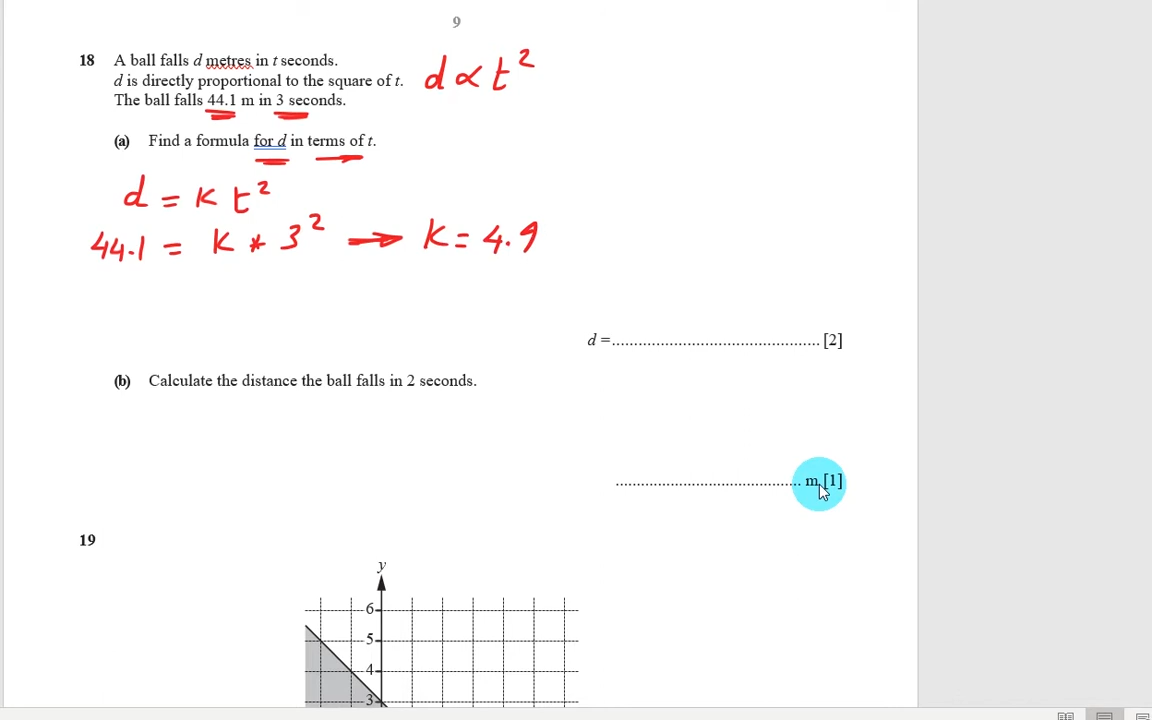 9
18 A ball falls d metres in t seconds.
d is directly proportional to the square of t.
d ∝ t²
The ball falls 44.1 m in 3 seconds.
(a) Find a formula for d in terms of t.
d = K t²
44.1 = K * 3² → K = 4.9
d =............................................... [2]
(b) Calculate the distance the ball falls in 2 seconds.
.......................................... m [1]
19
y
6
5
4
3